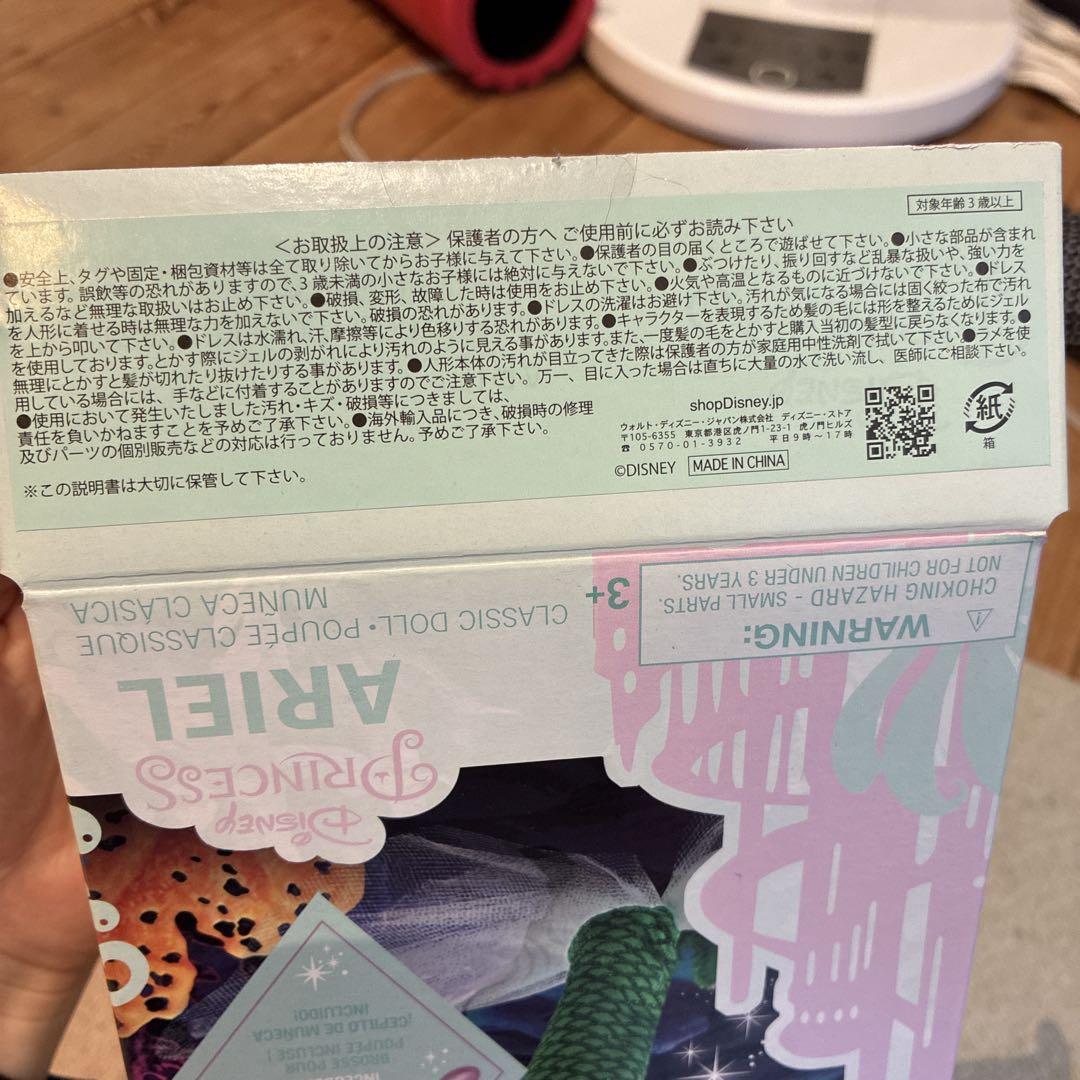 対象年齢3歳以上
＜お取扱上の注意＞ 保護者の方へ ご使用前に必ずお読み下さい
●安全上、タグや固定・梱包資材等は全て取り除いてからお子様に与えて下さい。●保護者の目の届くところで遊ばせて下さい。●小さな部品が含まれ
ています。誤飲等の恐れがありますので、3歳未満の小さなお子様には絶対に与えないで下さい。●ぶつけたり、振り回すなど乱暴な扱いや、強い力を
加えるなど無理な取扱いはお止め下さい。●破損、変形、故障した時は使用をお止め下さい。●火気や高温となるものに近づけないで下さい。●ドレス
を人形に着せる時は無理な力を加えないで下さい。破損の恐れがあります。●ドレスの洗濯はお避け下さい。汚れが気になる場合には固く絞った布で汚れ
を上から叩いて下さい。●ドレスは水濡れ、汗、摩擦等により色移りする恐れがあります。●キャラクターを表現するため髪の毛には形を整えるためにジェル
を使用しております。とかす際にジェルの剥がれにより汚れのように見える事があります。また、一度髪の毛をとかすと購入当初の髪型に戻らなくなります。●
無理にとかすと髪が切れたり抜けたりする事があります。●人形本体の汚れが目立ってきた際は保護者の方が家庭用中性洗剤で拭いて下さい。●ラメを使
用している場合には、手などに付着することがありますのでご注意下さい。万一、目に入った場合は直ちに大量の水で洗い流し、医師にご相談下さい。
●使用において発生いたしました汚れ・キズ・破損等につきましては、
責任を負いかねますことを予めご了承下さい。●海外輸入品につき、破損時の修理
及びパーツの個別販売などの対応は行っておりません。予めご了承下さい。
※この説明書は大切に保管して下さい。
shopDisney.jp
ウォルト・ディズニー・ジャパン株式会社 ディズニー・ストア
〒105-6355 東京都港区虎ノ門1-23-1 虎ノ門ヒルズ
☎ 0570-01-3932 平日9時～17時
©DISNEY MADE IN CHINA
紙
箱
WARNING:
CHOKING HAZARD - SMALL PARTS.
NOT FOR CHILDREN UNDER 3 YEARS.
3+
CLASSIC DOLL • POUPÉE CLASSIQUE
MUÑECA CLÁSICA
ARIEL
DISNEY
PRINCESS
BROSSE POUR
POUPÉE INCLUSE !
¡CEPILLO DE MUÑECA
INCLUIDO!